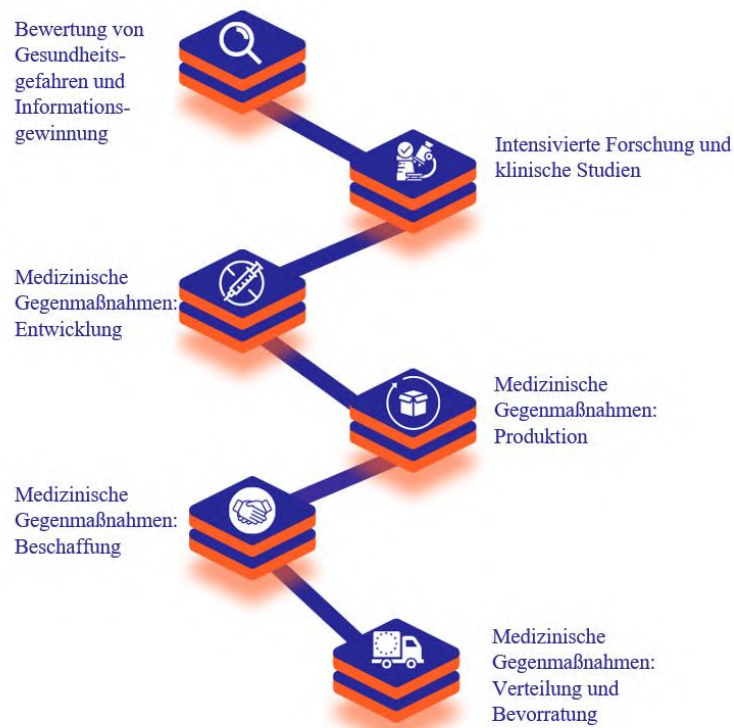 Bewertung von
Gesundheits-
gefahren und
Informations-
gewinnung
Intensivierte Forschung und
klinische Studien
Medizinische
Gegenmaßnahmen:
Entwicklung
Medizinische
Gegenmaßnahmen:
Produktion
Medizinische
Gegenmaßnahmen:
Beschaffung
Medizinische
Gegenmaßnahmen:
Verteilung und
Bevorratung